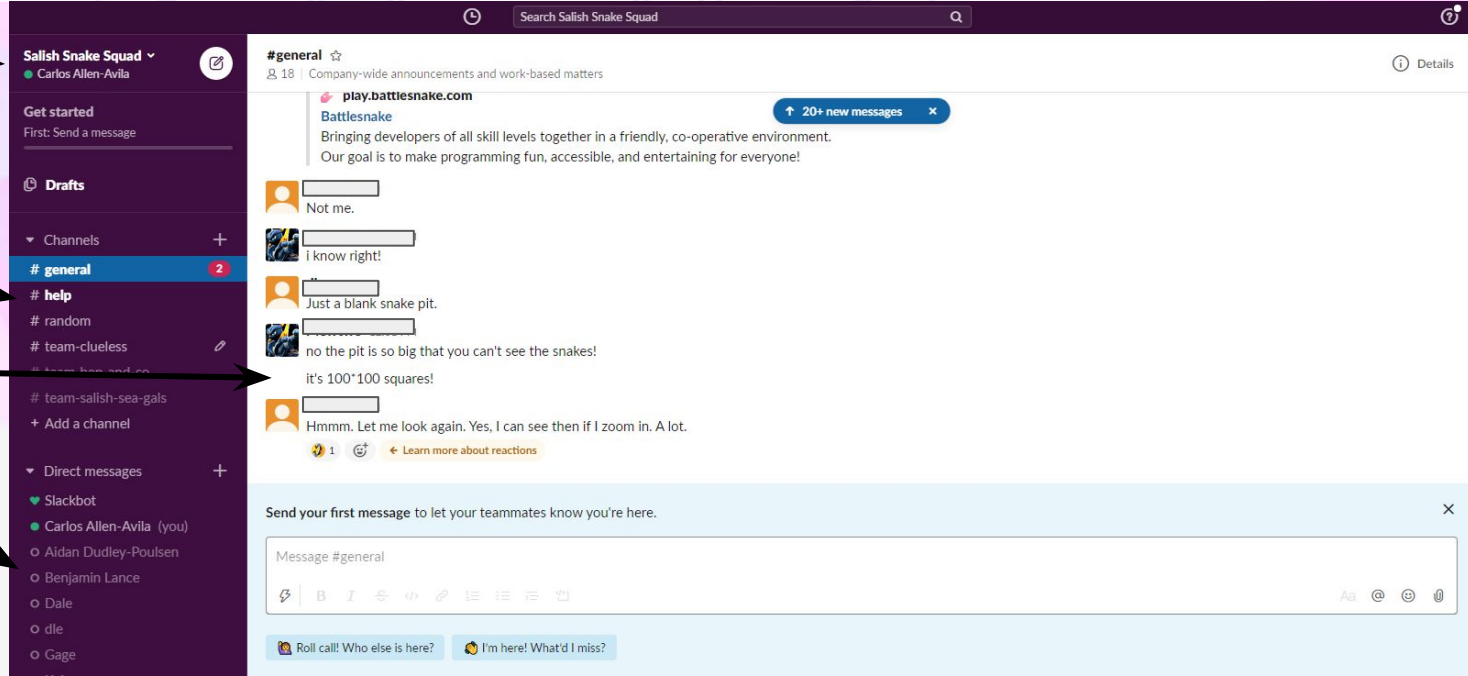 Search Salish Snake Squad
Salish Snake Squad
Carlos Allen-Avila
Get started
First: Send a message
Drafts
Channels
# general 2
# help
# random
# team-clueless
# team-hep-and-co
# team-salish-sea-gals
+ Add a channel
Direct messages
Slackbot
Carlos Allen-Avila (you)
Aidan Dudley-Poulsen
Benjamin Lance
Dale
dle
Gage
#general
18 | Company-wide announcements and work-based matters
Details
play.battlesnake.com
20+ new messages
Battlesnake
Bringing developers of all skill levels together in a friendly, co-operative environment.
Our goal is to make programming fun, accessible, and entertaining for everyone!
Not me.
i know right!
Just a blank snake pit.
no the pit is so big that you can't see the snakes!
it's 100*100 squares!
Hmmm. Let me look again. Yes, I can see then if I zoom in. A lot.
1
Learn more about reactions
Send your first message to let your teammates know you're here.
Message #general
B I S </>
Aa @
Roll call! Who else is here?
I'm here! What'd I miss?